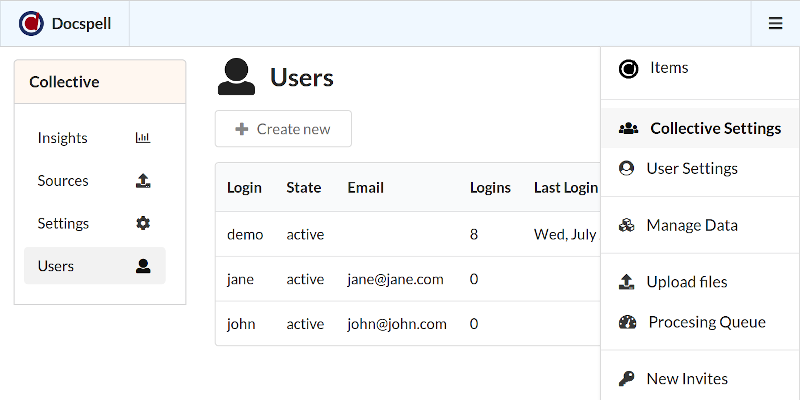 Docspell
Collective
Insights
Sources
Settings
Users
Users
Create new
Login State Email Logins Last Login
demo active 8 Wed, July
jane active jane@jane.com 0
john active john@john.com 0
Items
Collective Settings
User Settings
Manage Data
Upload files
Procesing Queue
New Invites